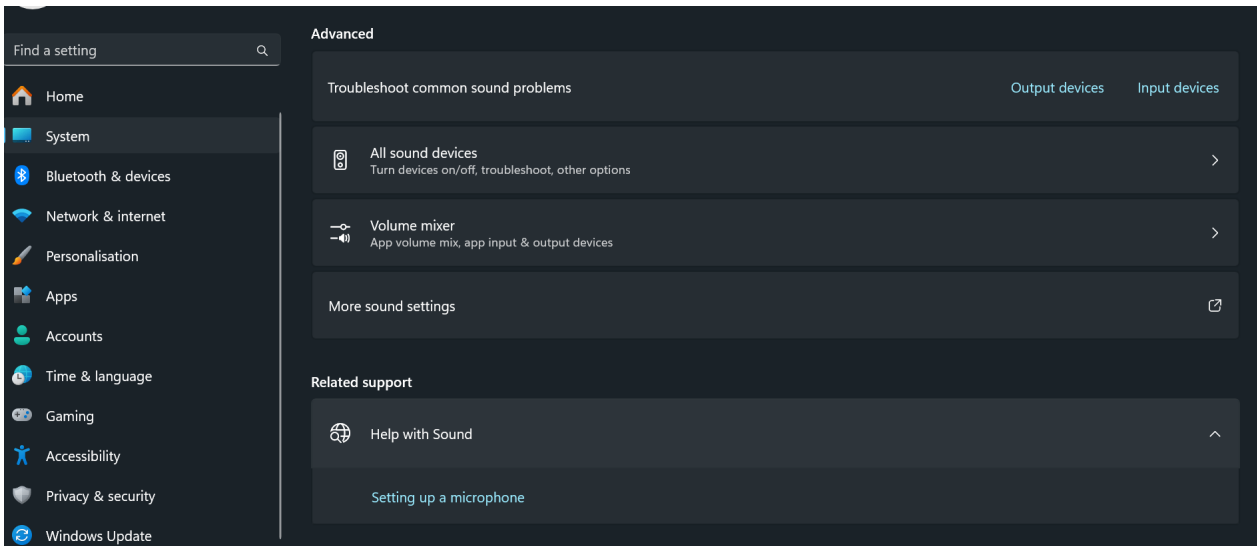 Find a setting
Home
System
Bluetooth & devices
Network & internet
Personalisation
Apps
Accounts
Time & language
Gaming
Accessibility
Privacy & security
Windows Update
Advanced
Troubleshoot common sound problems
Output devices
Input devices
All sound devices
Turn devices on/off, troubleshoot, other options
Volume mixer
App volume mix, app input & output devices
More sound settings
Related support
Help with Sound
Setting up a microphone